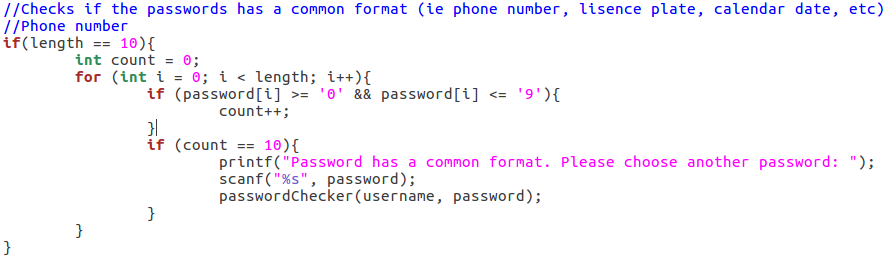 //Checks if the passwords has a common format (ie phone number, lisence plate, calendar date, etc)
//Phone number
if(length == 10){
        int count = 0;
        for (int i = 0; i < length; i++){
                if (password[i] >= '0' && password[i] <= '9'){
                        count++;
                }
                if (count == 10){
                        printf("Password has a common format. Please choose another password: ");
                        scanf("%s", password);
                        passwordChecker(username, password);
                }
        }
}